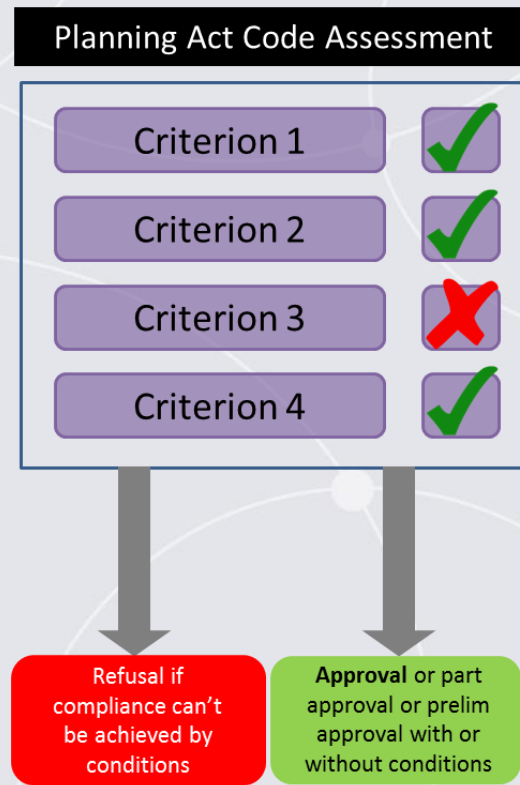 Planning Act Code Assessment
Criterion 1
Criterion 2
Criterion 3
Criterion 4
Refusal if
compliance can't
be achieved by
conditions
Approval or part
approval or prelim
approval with or
without conditions